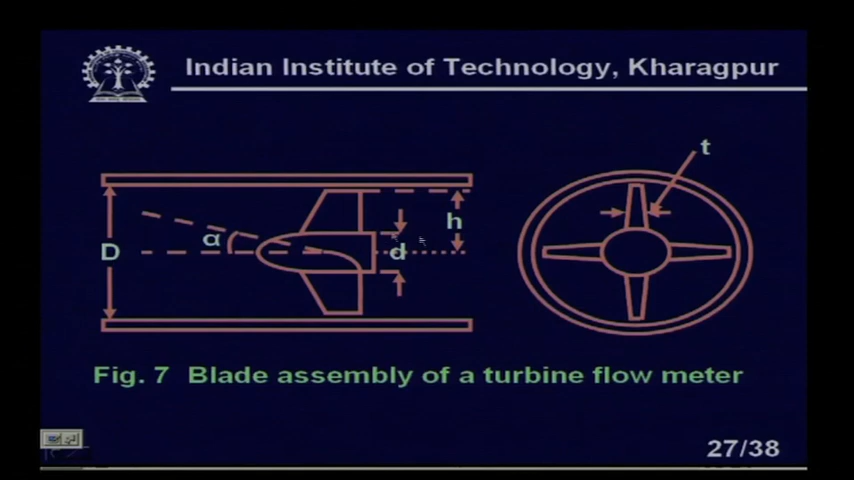 Indian Institute of Technology, Kharagpur
t
D
α
d
h
Fig. 7 Blade assembly of a turbine flow meter
27/38